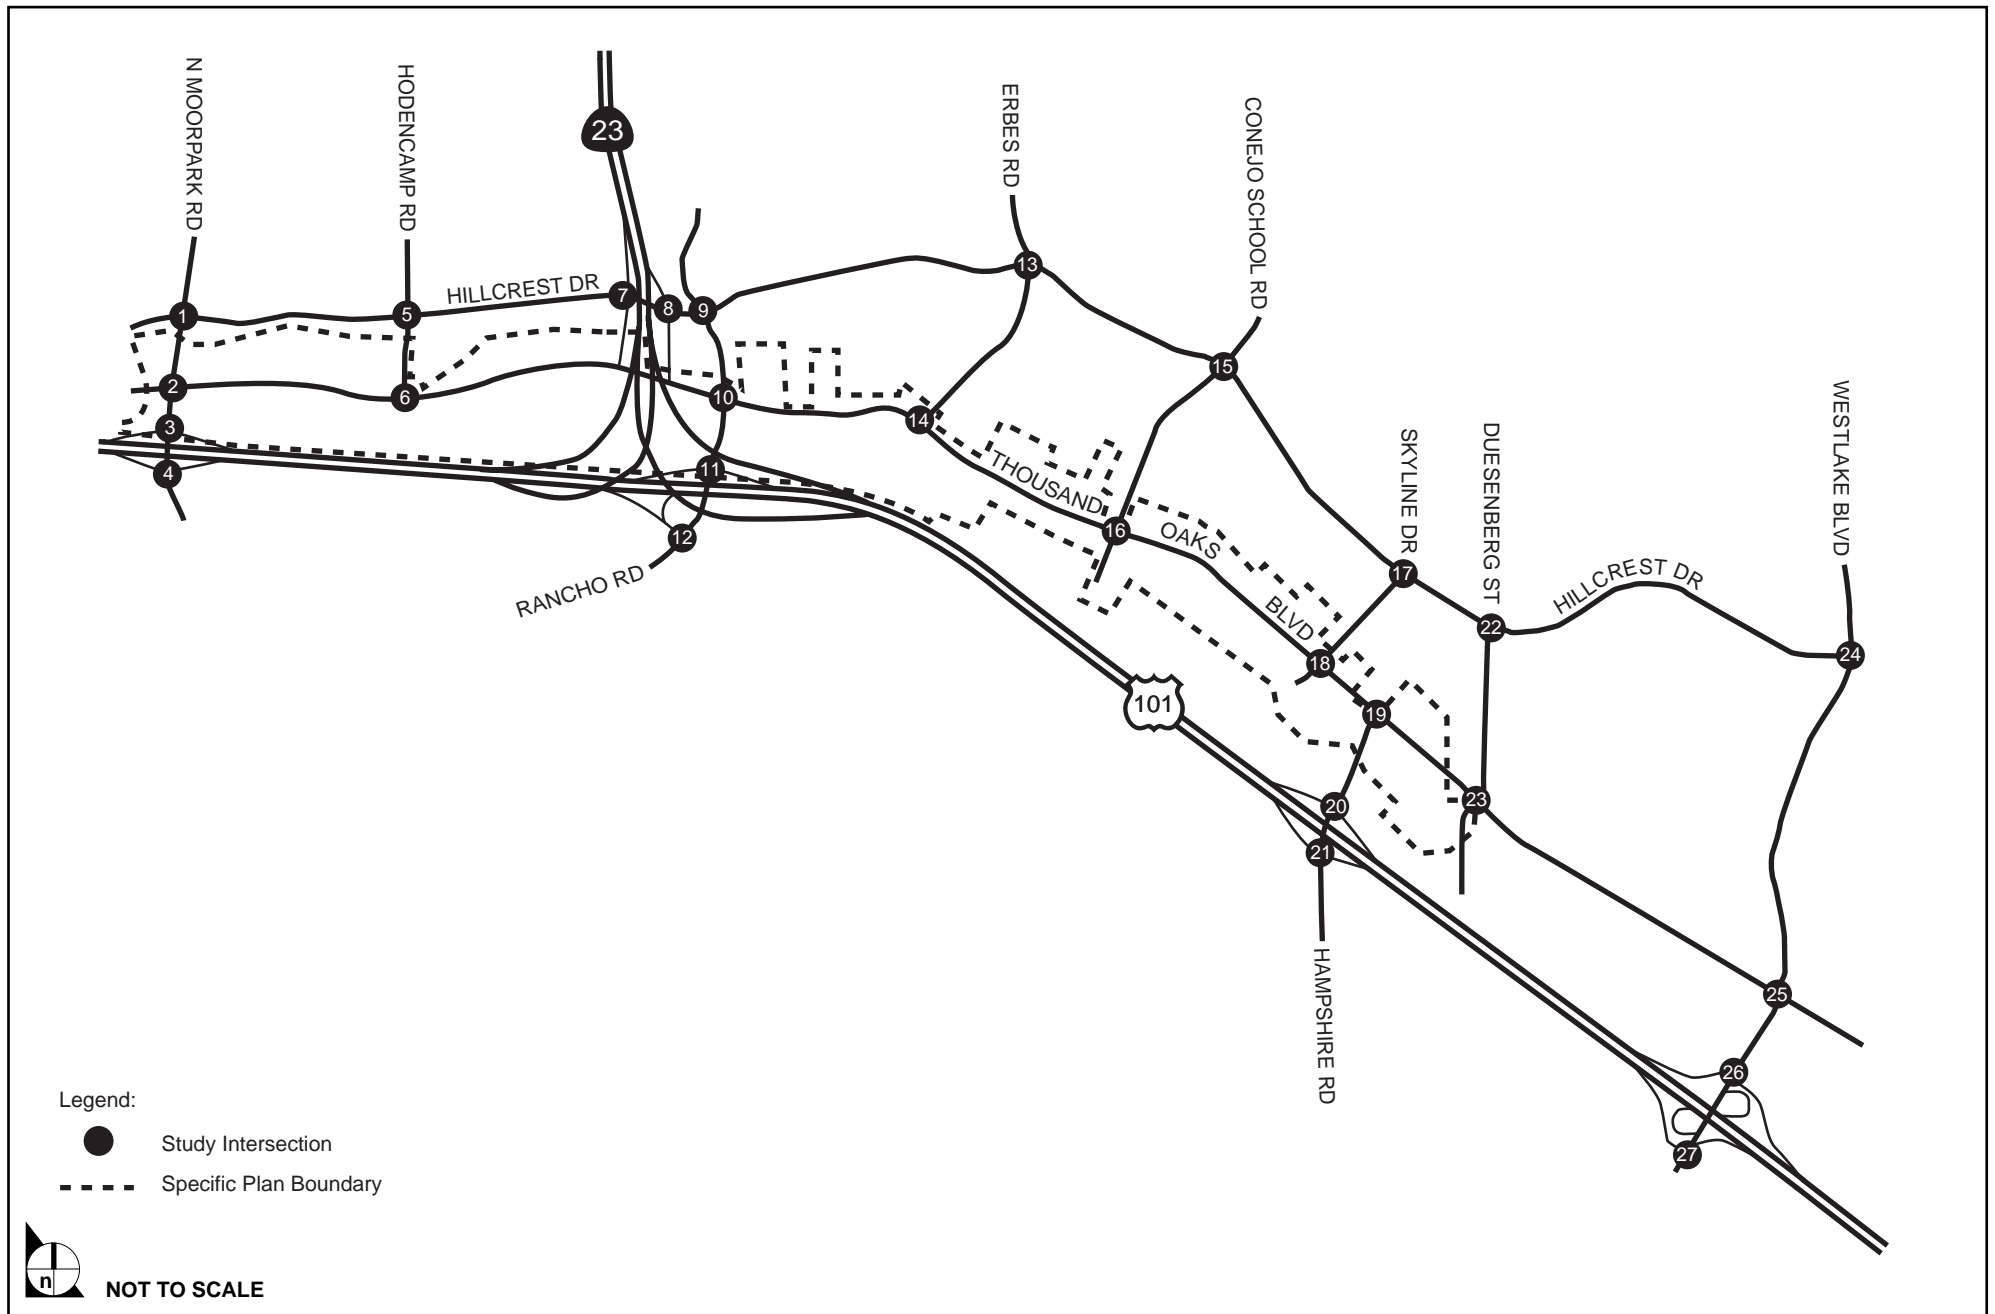 N MOORPARK RD
HODENCAMP RD
23
ERBES RD
CONEJO SCHOOL RD
HILLCREST DR
1
5
7
8
9
13
15
2
6
10
14
3
4
11
12
RANCHO RD
THOUSAND
OAKS
BLVD
16
SKYLINE DR
DUESENBERG ST
WESTLAKE BLVD
17
22
HILLCREST DR
24
18
101
19
20
23
21
HAMPSHIRE RD
25
26
27
Legend:
Study Intersection
Specific Plan Boundary
n
NOT TO SCALE